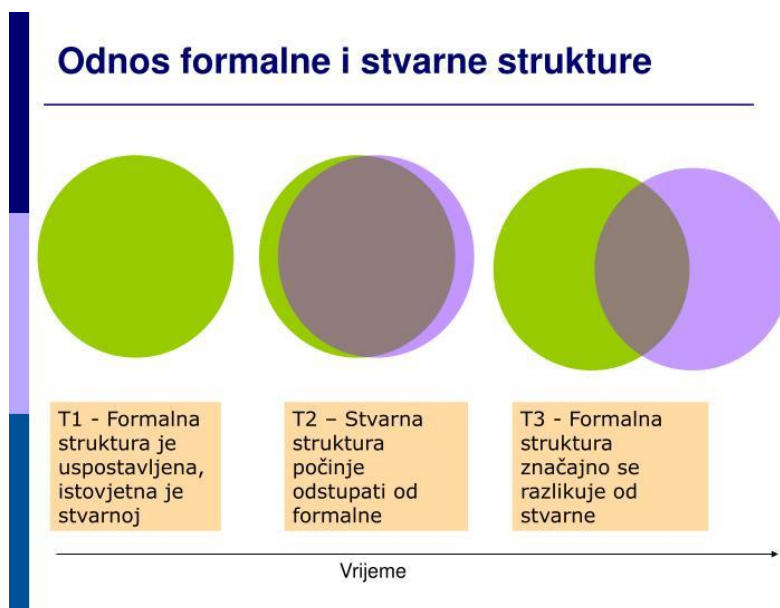 Odnos formalne i stvarne strukture
T1 - Formalna
struktura je
uspostavljena,
istovjetna je
stvarnoj
T2 – Stvarna
struktura
počinje
odstupati od
formalne
T3 - Formalna
struktura
značajno se
razlikuje od
stvarne
Vrijeme